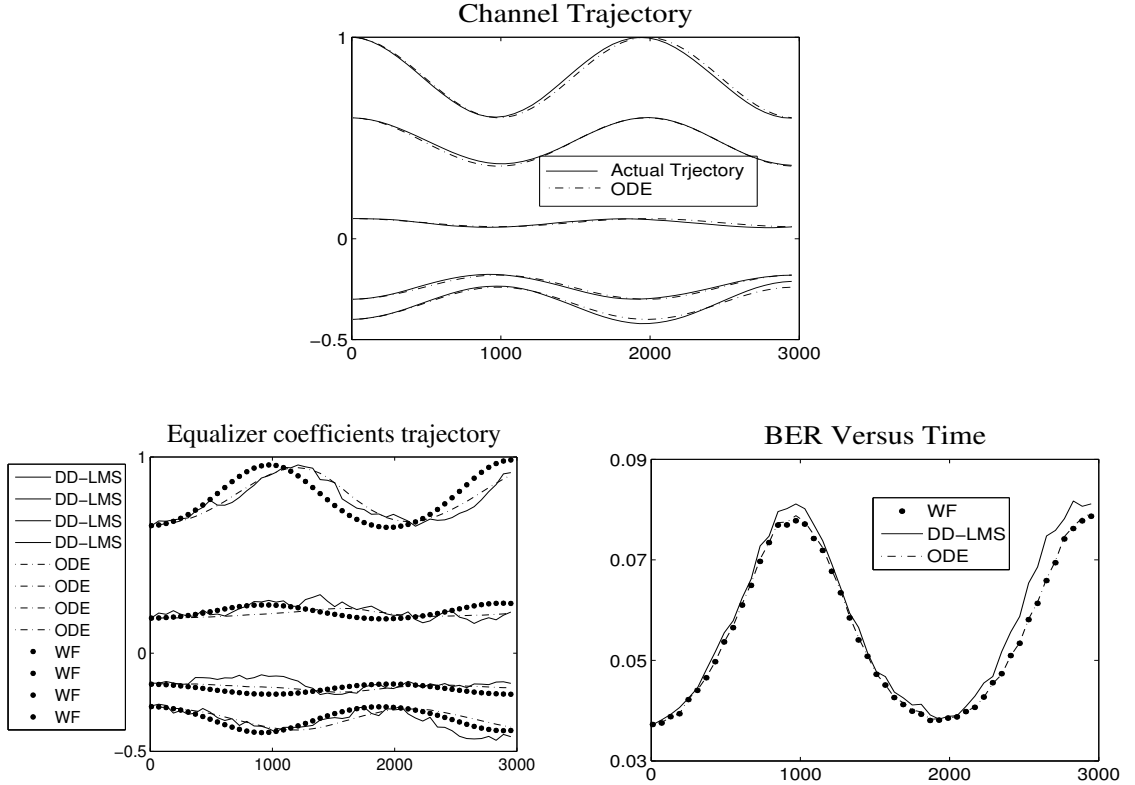 Channel Trajectory
1
0
−0.5
0
1000
2000
3000
Actual Trjectory
ODE
Equalizer coefficients trajectory
DD−LMS
DD−LMS
DD−LMS
DD−LMS
ODE
ODE
ODE
ODE
WF
WF
WF
WF
1
0
−0.5
0
1000
2000
3000
BER Versus Time
0.09
0.07
0.05
0.03
0
1000
2000
3000
WF
DD−LMS
ODE